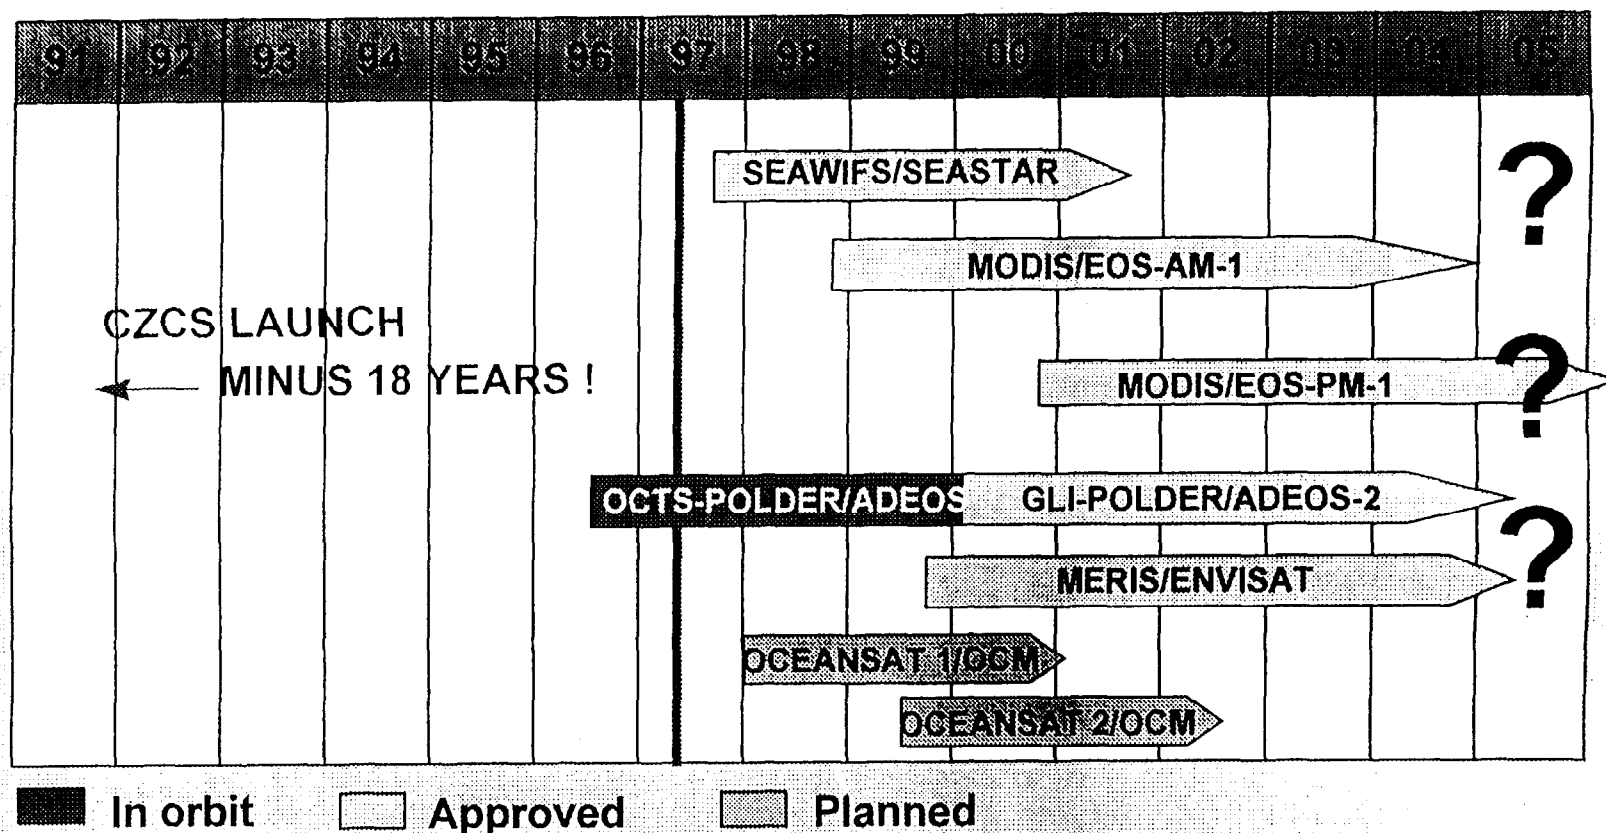 91 92 93 94 95 96 97 98 99 00 01 02 03 04 05
SEAWIFS/SEASTAR
?
MODIS/EOS-AM-1
CZCS LAUNCH
MINUS 18 YEARS !
MODIS/EOS-PM-1
?
OCTS-POLDER/ADEOS
GLI-POLDER/ADEOS-2
?
MERIS/ENVISAT
OCEANSAT 1/OCM
OCEANSAT 2/OCM
In orbit
Approved
Planned